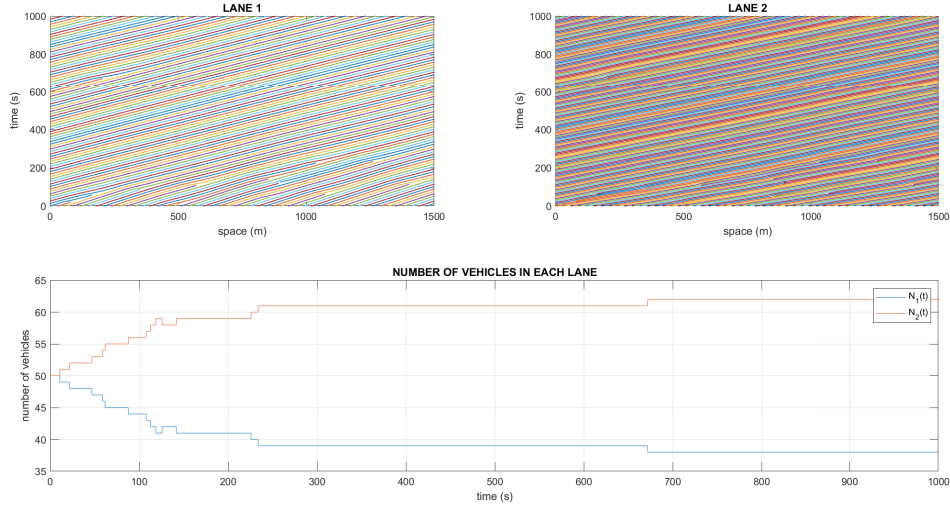 LANE 1
1000
800
600
400
200
0
time (s)
0 500 1000 1500
space (m)
LANE 2
1000
800
600
400
200
0
time (s)
0 500 1000 1500
space (m)
NUMBER OF VEHICLES IN EACH LANE
65
60
55
50
45
40
35
number of vehicles
N1(t)
N2(t)
0 100 200 300 400 500 600 700 800 900 1000
time (s)